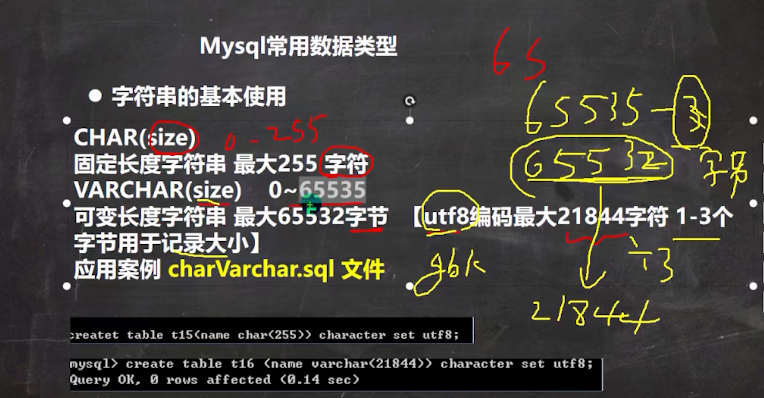 Mysql常用数据类型
65
● 字符串的基本使用
65535-3
CHAR(size) 0-255
65532 字节
固定长度字符串 最大255 字符
VARCHAR(size) 0~65535
可变长度字符串 最大65532字节 【utf8编码最大21844字符 1-3个
字节用于记录大小】
÷3
gbk
应用案例 charVarchar.sql 文件
21844
createt table t15(name char(255)) character set utf8;
mysql> create table t16 (name varchar(21844)) character set utf8;
Query OK, 0 rows affected (0.14 sec)